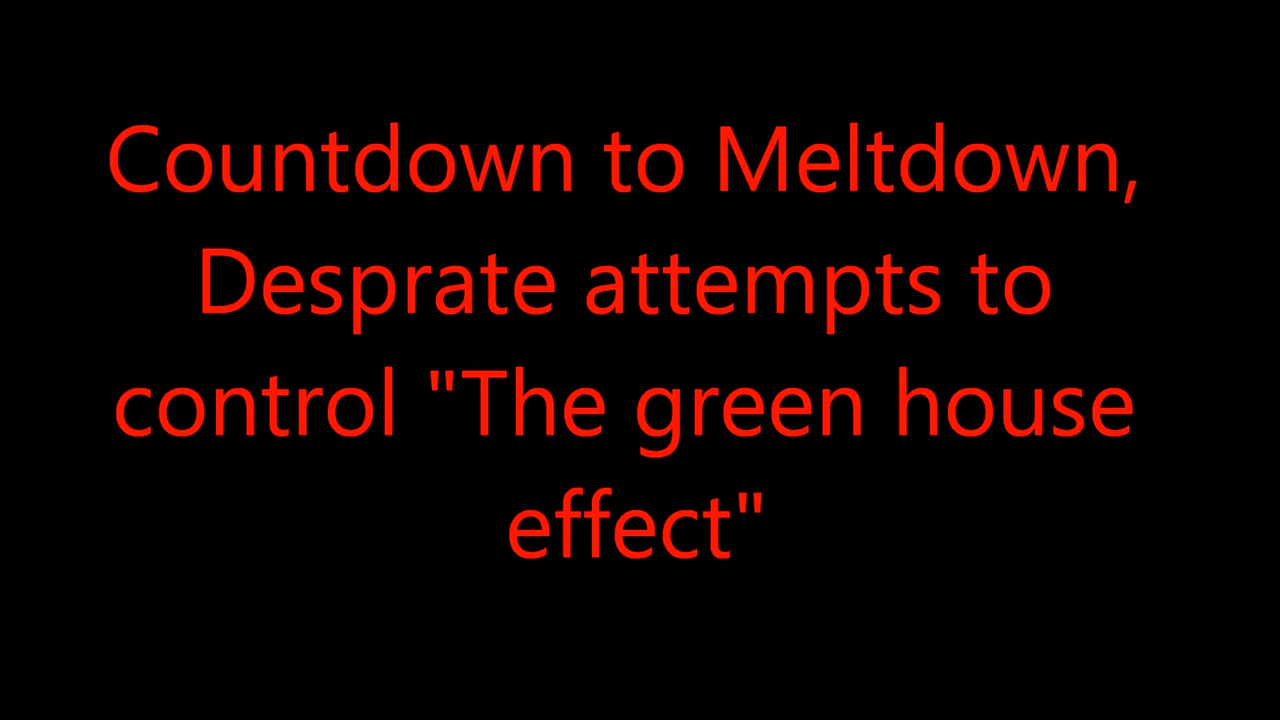 Countdown to Meltdown,
Desprate attempts to
control "The green house
effect"